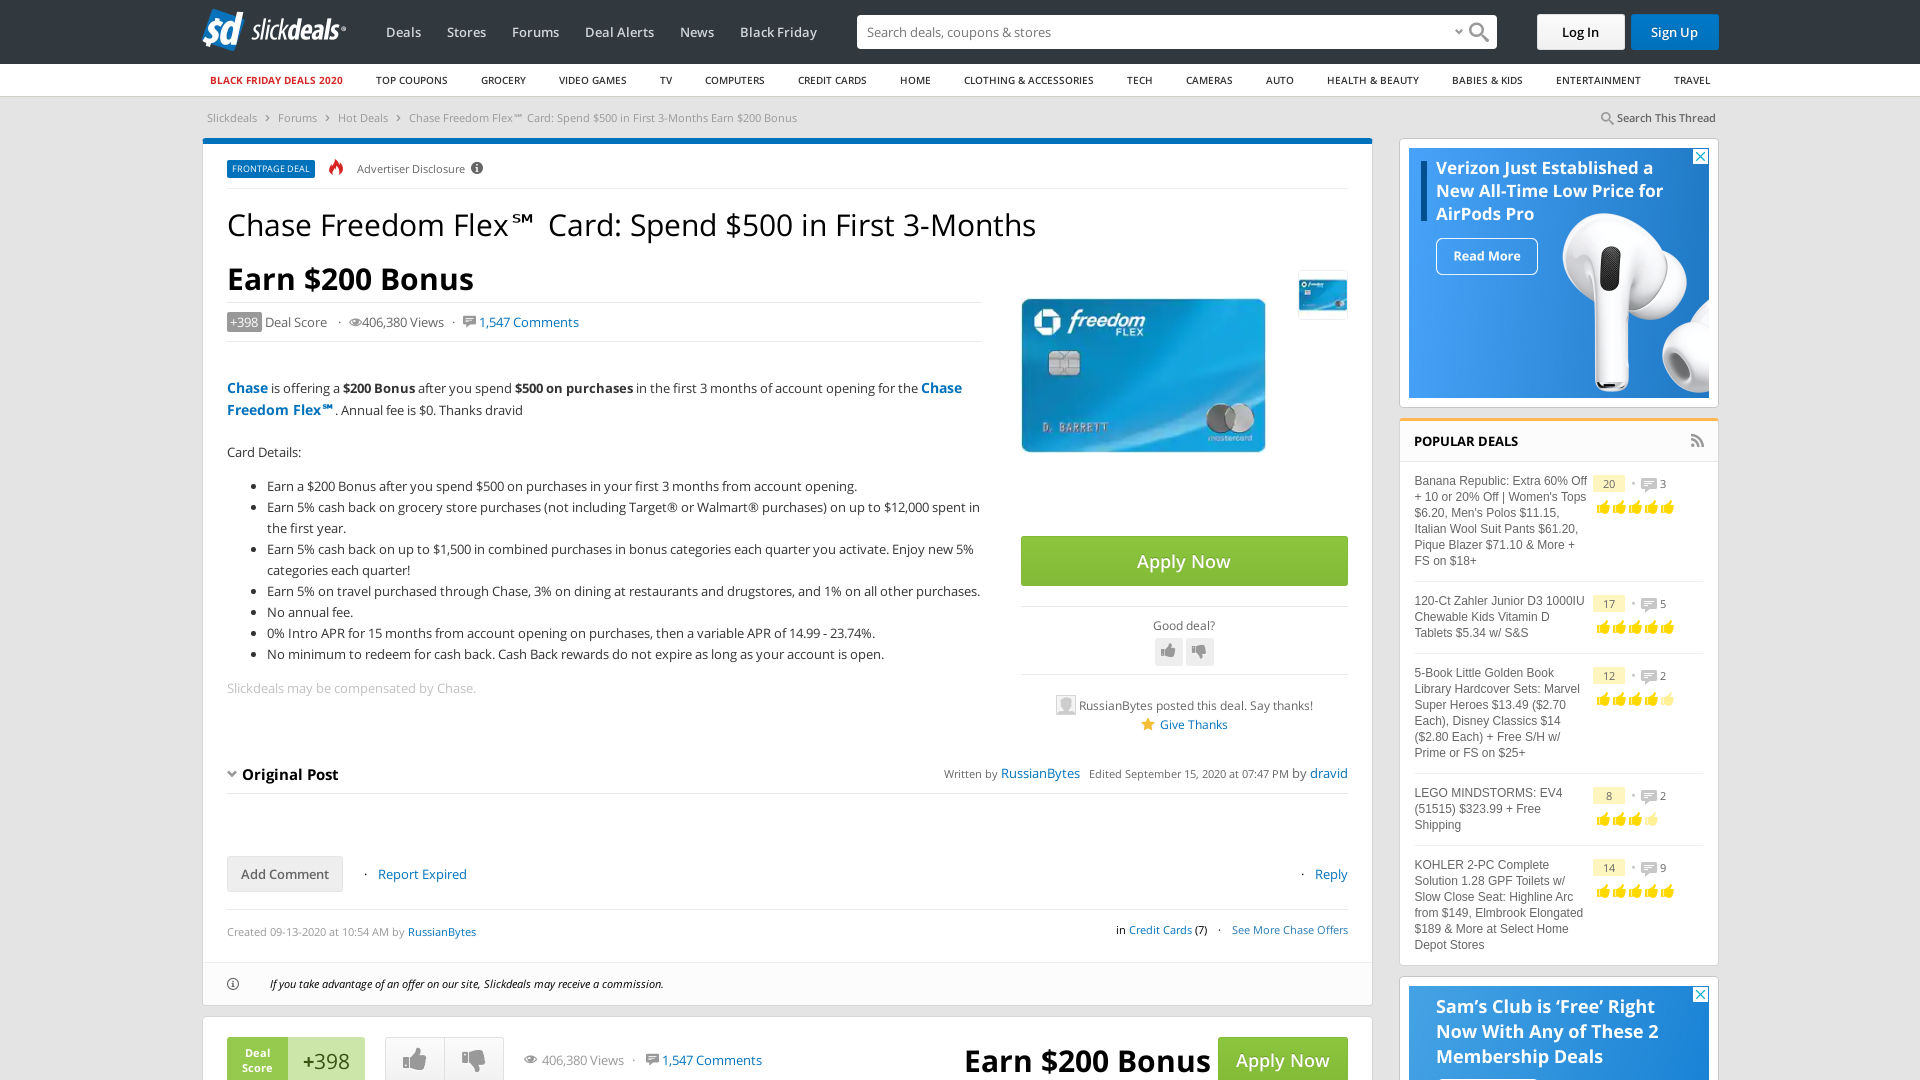 sd slickdeals
Deals Stores Forums Deal Alerts News Black Friday Search deals, coupons & searches Log In Sign Up
BLACK FRIDAY DEALS 2020 TOP COUPONS GROCERY VIDEO GAMES TV COMPUTERS CREDIT CARDS HOME CLOTHING & ACCESSORIES TECH CAMERAS AUTO HEALTH & BEAUTY BABIES & KIDS ENTERTAINMENT TRAVEL
Slickdeals › Forums › Hot Deals › Chase Freedom Flex℠ Card: Spend $500 in First 3-Months Earn $200 Bonus
Search This Thread
FRONTPAGE DEAL Advertiser Disclosure
Chase Freedom Flex℠ Card: Spend $500 in First 3-Months
Earn $200 Bonus
+398 Deal Score · 406,380 Views · 1,547 Comments
Chase is offering a $200 Bonus after you spend $500 on purchases in the first 3 months of account opening for the Chase
Freedom Flex℠. Annual fee is $0. Thanks dravid
Card Details:
• Earn a $200 Bonus after you spend $500 on purchases in your first 3 months from account opening.
• Earn 5% cash back on grocery store purchases (not including Target® or Walmart® purchases) on up to $12,000 spent in
the first year.
• Earn 5% cash back on up to $1,500 in combined purchases in bonus categories each quarter you activate. Enjoy new 5%
categories each quarter!
• Earn 5% on travel purchased through Chase, 3% on dining at restaurants and drugstores, and 1% on all other purchases.
• No annual fee.
• 0% Intro APR for 15 months from account opening on purchases, then a variable APR of 14.99 - 23.74%.
• No minimum to redeem for cash back. Cash Back rewards do not expire as long as your account is open.
Slickdeals may be compensated by Chase.
freedom
FLEX
D. BARRETT
mastercard
Apply Now
Good deal?
RussianBytes posted this deal. Say thanks!
Give Thanks
Original Post
Written by RussianBytes Edited September 15, 2020 at 07:47 PM by dravid
Add Comment · Report Expired
· Reply
Created 09-13-2020 at 10:54 AM by RussianBytes
in Credit Cards (7) · See More Chase Offers
If you take advantage of an offer on our site, Slickdeals may receive a commission.
Deal
Score
+398
406,380 Views · 1,547 Comments
Earn $200 Bonus
Apply Now
Verizon Just Established a
New All-Time Low Price for
AirPods Pro
Read More
POPULAR DEALS
Banana Republic: Extra 60% Off
+ 10 or 20% Off | Women's Tops
$6.20, Men's Polos $11.15,
Italian Wool Suit Pants $61.20,
Pique Blazer $71.10 & More +
FS on $18+
20 • 3
120-Ct Zahler Junior D3 1000IU
Chewable Kids Vitamin D
Tablets $5.34 w/ S&S
17 • 5
5-Book Little Golden Book
Library Hardcover Sets: Marvel
Super Heroes $13.49 ($2.70
Each), Disney Classics $14
($2.80 Each) + Free S/H w/
Prime or FS on $25+
12 • 2
LEGO MINDSTORMS: EV4
(51515) $323.99 + Free
Shipping
8 • 2
KOHLER 2-PC Complete
Solution 1.28 GPF Toilets w/
Slow Close Seat: Highline Arc
from $149, Elmbrook Elongated
$189 & More at Select Home
Depot Stores
14 • 9
Sam's Club is ‘Free’ Right
Now With Any of These 2
Membership Deals